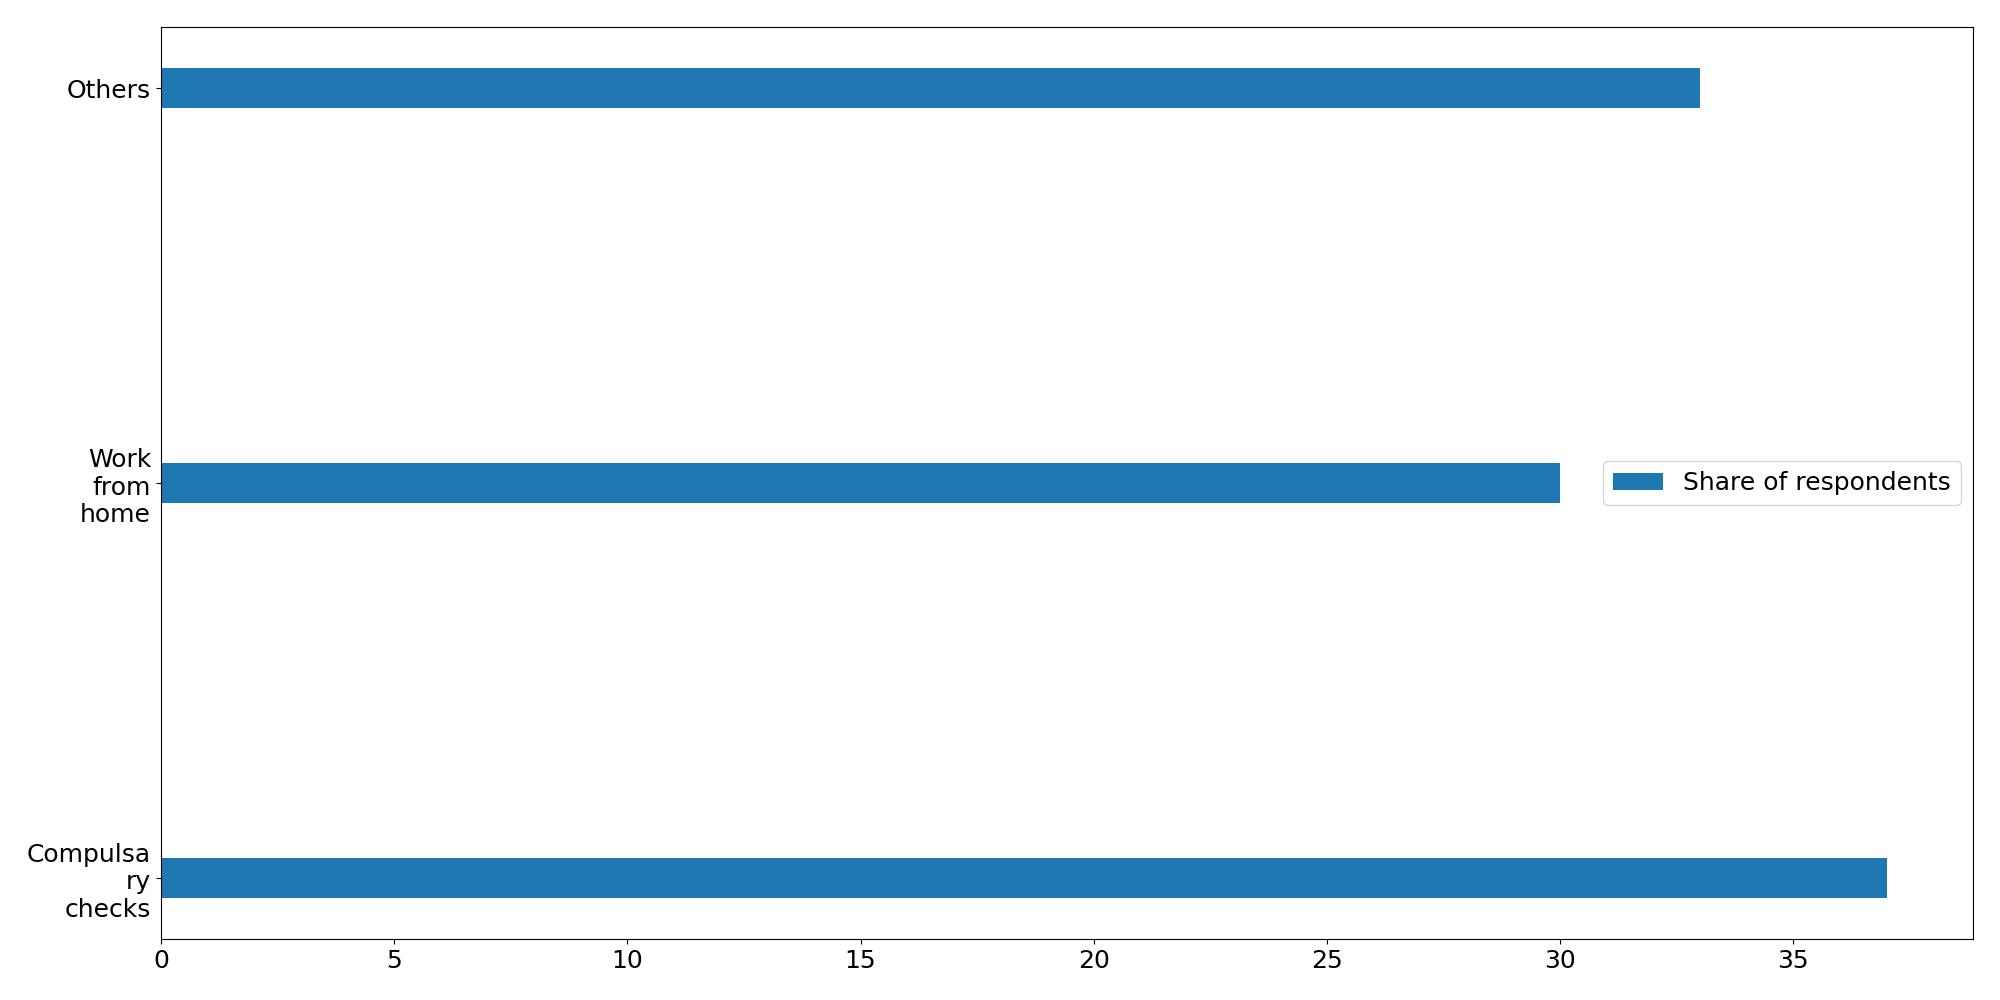 Others
Work
from
home
Share of respondents
Compulsa
ry
checks
0 5 10 15 20 25 30 35